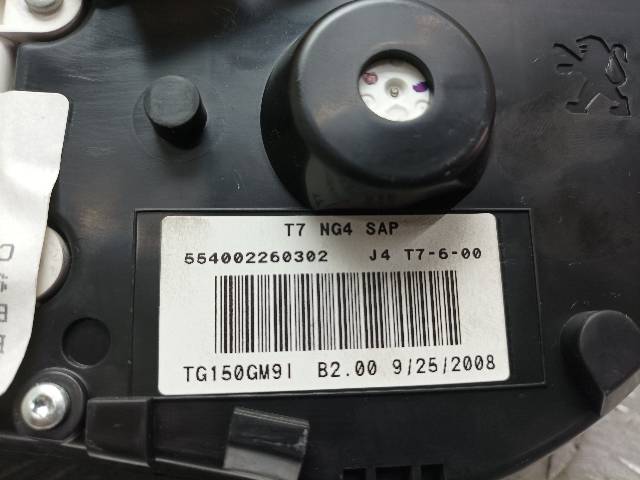 T7 NG4 SAP
554002260302 J4 T7-6-00
TG150GM9I B2.00 9/25/2008